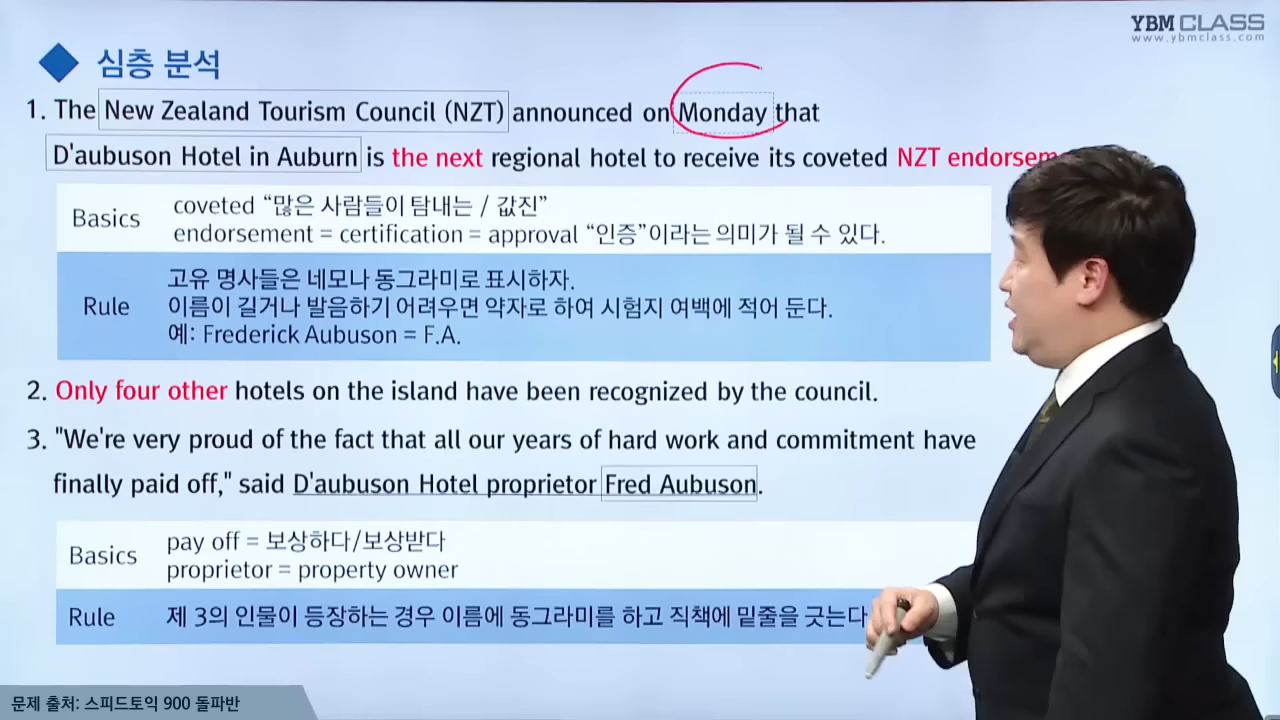 YBM CLASS
www.ybmclass.com
심층 분석
1. The New Zealand Tourism Council (NZT) announced on Monday that
D'aubuson Hotel in Auburn is the next regional hotel to receive its coveted NZT
Basics
coveted “많은 사람들이 탐내는 / 값진”
endorsement = certification = approval “인증”이라는 의미가 될 수 있다.
Rule
고유 명사들은 네모나 동그라미로 표시하자.
이름이 길거나 발음하기 어려우면 약자로 하여 시험지 여백에 적어 둔다.
예: Frederick Aubuson = F.A.
2. Only four other hotels on the island have been recognized by the council.
3. "We're very proud of the fact that all our years of hard work and commitment have
finally paid off," said D'aubuson Hotel proprietor Fred Aubuson.
Basics
pay off = 보상하다/보상받다
proprietor = property owner
Rule
제 3의 인물이 등장하는 경우 이름에 동그라미를 하고 직책에 밑줄을 긋는다
문제 출처: 스피드토익 900 돌파반